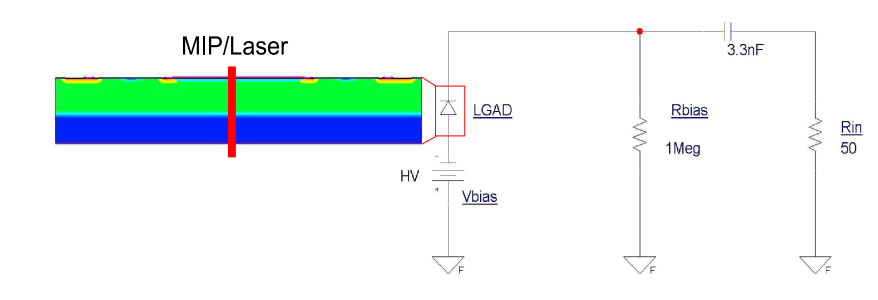 MIP/Laser
3.3nF
LGAD
Rbias
1Meg
Rin
50
HV
-
+
Vbias
F
F
F